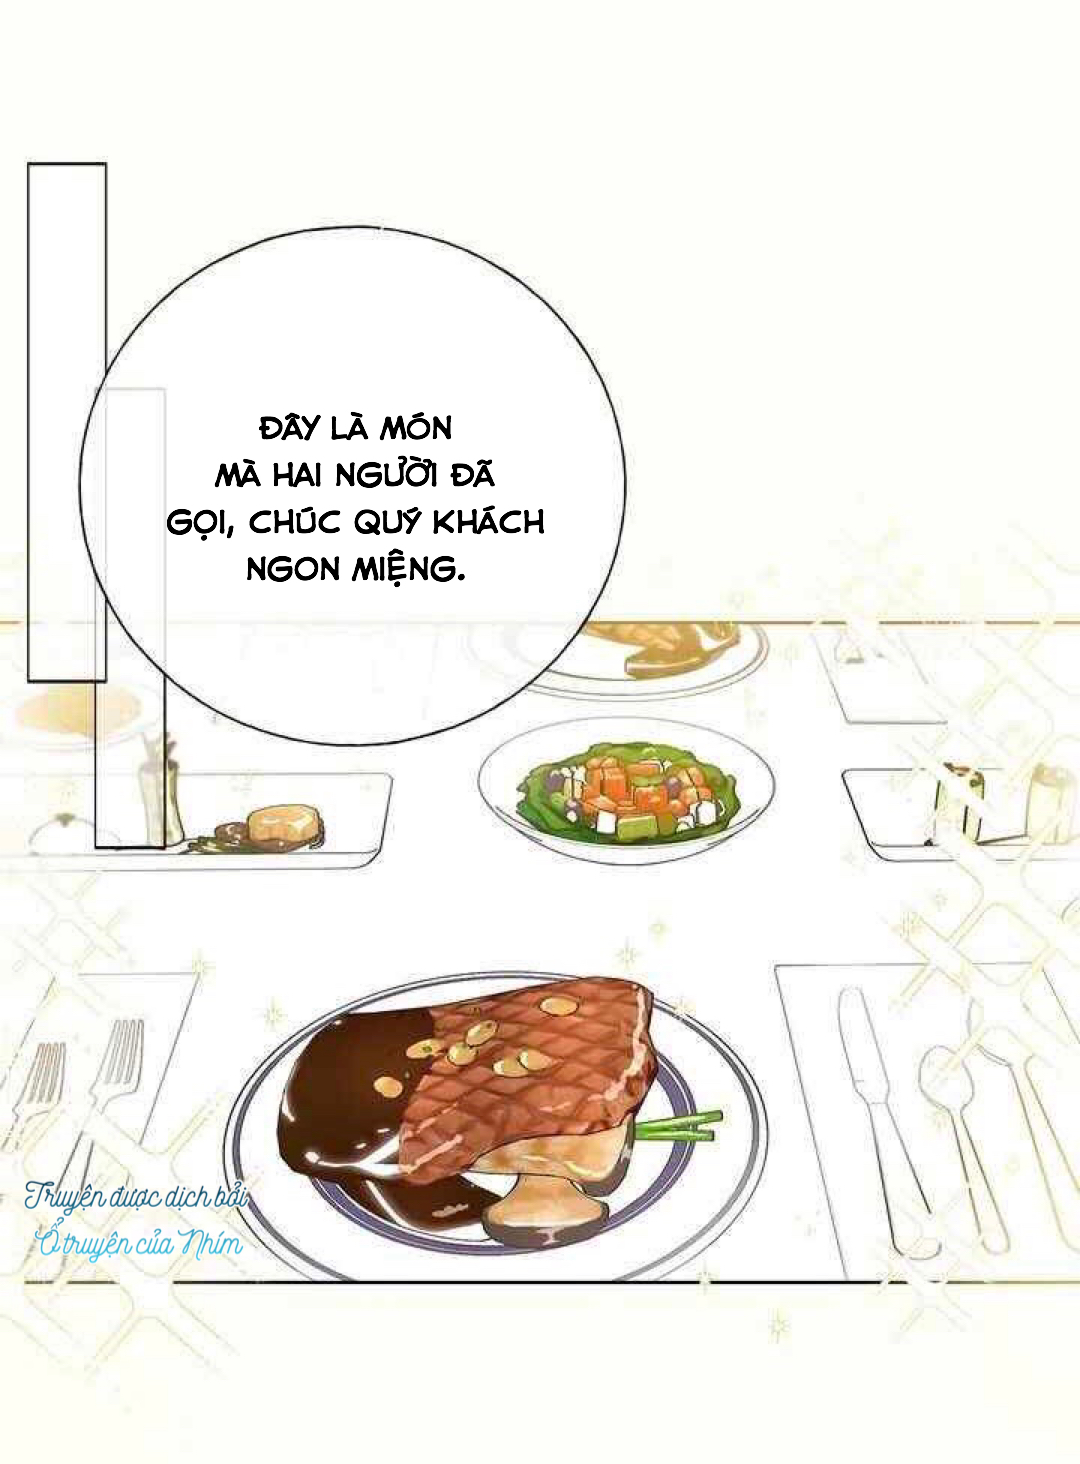 ĐÂY LÀ MÓN
MÀ HAI NGƯỜI ĐÃ
GỌI, CHÚC QUÝ KHÁCH
NGON MIỆNG.
Truyện được dịch bởi
Ổ truyện của Nhím